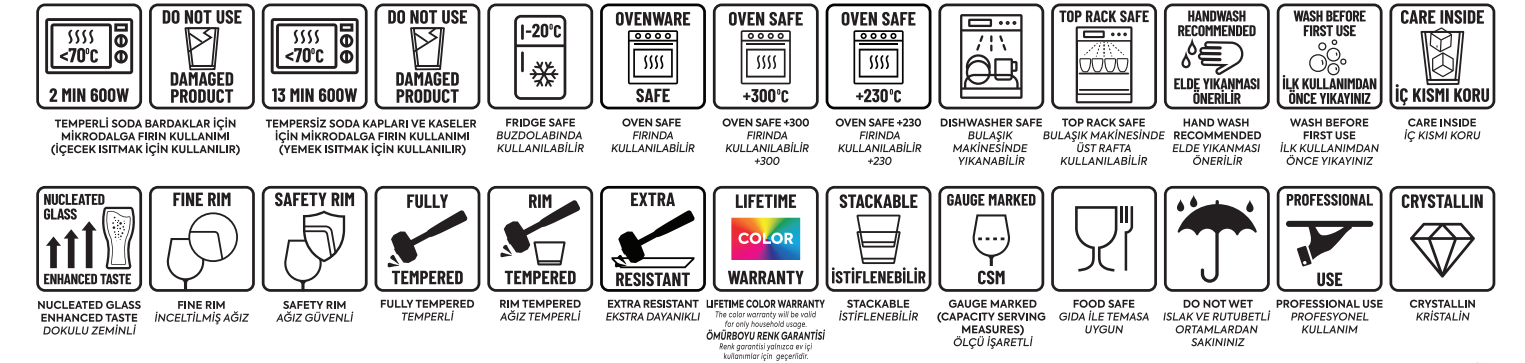 <70°C
2 MIN 600W
TEMPERLİ SODA BARDAKLAR İÇİN
MİKRODALGA FIRIN KULLANIMI
(İÇECEK ISITMAK İÇİN KULLANILIR)
DO NOT USE
DAMAGED
PRODUCT
<70°C
13 MIN 600W
TEMPERSİZ SODA KAPLARI VE KASELER
İÇİN MİKRODALGA FIRIN KULLANIMI
(YEMEK ISITMAK İÇİN KULLANILIR)
DO NOT USE
DAMAGED
PRODUCT
-20°C
FRIDGE SAFE
BUZDOLABINDA
KULLANILABİLİR
OVENWARE
SAFE
OVEN SAFE
FIRINDA
KULLANILABİLİR
OVEN SAFE
+300°C
OVEN SAFE +300
FIRINDA
KULLANILABİLİR
+300
OVEN SAFE
+230°C
OVEN SAFE +230
FIRINDA
KULLANILABİLİR
+230
DISHWASHER SAFE
BULAŞIK
MAKİNESİNDE
YIKANABİLİR
TOP RACK SAFE
TOP RACK SAFE
BULAŞIK MAKİNESİNDE
ÜST RAFTA
KULLANILABİLİR
HANDWASH
RECOMMENDED
ELDE YIKANMASI
ÖNERİLİR
HAND WASH
RECOMMENDED
ELDE YIKANMASI
ÖNERİLİR
WASH BEFORE
FIRST USE
İLK KULLANIMDAN
ÖNCE YIKAYINIZ
WASH BEFORE
FIRST USE
İLK KULLANIMDAN
ÖNCE YIKAYINIZ
CARE INSIDE
İÇ KISMI KORU
CARE INSIDE
İÇ KISMI KORU
NUCLEATED
GLASS
ENHANCED TASTE
NUCLEATED GLASS
ENHANCED TASTE
DOKULU ZEMİNLİ
FINE RIM
FINE RIM
İNCELTİLMİŞ AĞIZ
SAFETY RIM
SAFETY RIM
AĞIZ GÜVENLİ
FULLY
TEMPERED
FULLY TEMPERED
TEMPERLİ
RIM
TEMPERED
RIM TEMPERED
AĞIZ TEMPERLİ
EXTRA
RESISTANT
EXTRA RESISTANT
EKSTRA DAYANIKLI
LIFETIME
COLOR
WARRANTY
LIFETIME COLOR WARRANTY
The color warranty will be valid
for only household usage.
ÖMÜRBOYU RENK GARANTİSİ
Renk garantisi yalnızca ev içi
kullanımlar için geçerlidir.
STACKABLE
İSTİFLENEBİLİR
STACKABLE
İSTİFLENEBİLİR
GAUGE MARKED
CSM
GAUGE MARKED
(CAPACITY SERVING
MEASURES)
ÖLÇÜ İŞARETLİ
FOOD SAFE
GIDA İLE TEMASA
UYGUN
DO NOT WET
ISLAK VE RUTUBETLİ
ORTAMLARDAN
SAKININIZ
PROFESSIONAL
USE
PROFESSIONAL USE
PROFESYONEL
KULLANIM
CRYSTALLIN
CRYSTALLIN
KRİSTALİN